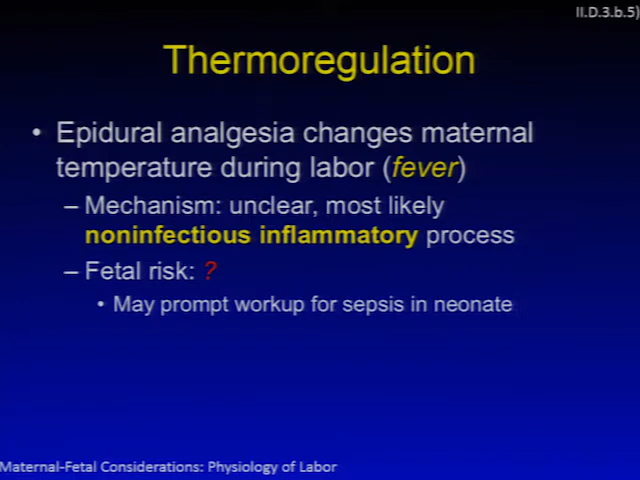 II.D.3.b.5)
Thermoregulation
• Epidural analgesia changes maternal
temperature during labor (fever)
– Mechanism: unclear, most likely
noninfectious inflammatory process
– Fetal risk: ?
• May prompt workup for sepsis in neonate
Maternal-Fetal Considerations: Physiology of Labor